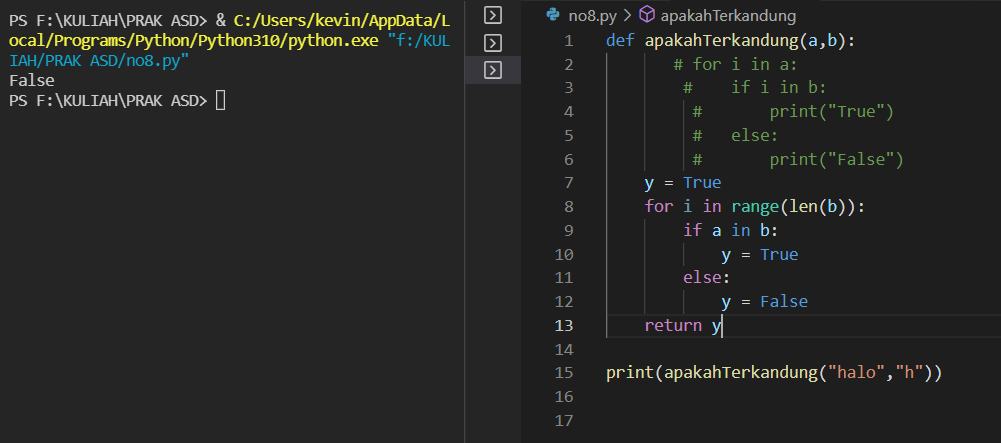 PS F:\KULIAH\PRAK ASD> & C:/Users/kevin/AppData/L
ocal/Programs/Python/Python310/python.exe "f:/KUL
IAH/PRAK ASD/no8.py"
False
PS F:\KULIAH\PRAK ASD>
no8.py > apakahTerkandung
1 def apakahTerkandung(a,b):
2 # for i in a:
3 # if i in b:
4 # print("True")
5 # else:
6 # print("False")
7 y = True
8 for i in range(len(b)):
9 if a in b:
10 y = True
11 else:
12 y = False
13 return y
14
15 print(apakahTerkandung("halo","h"))
16
17